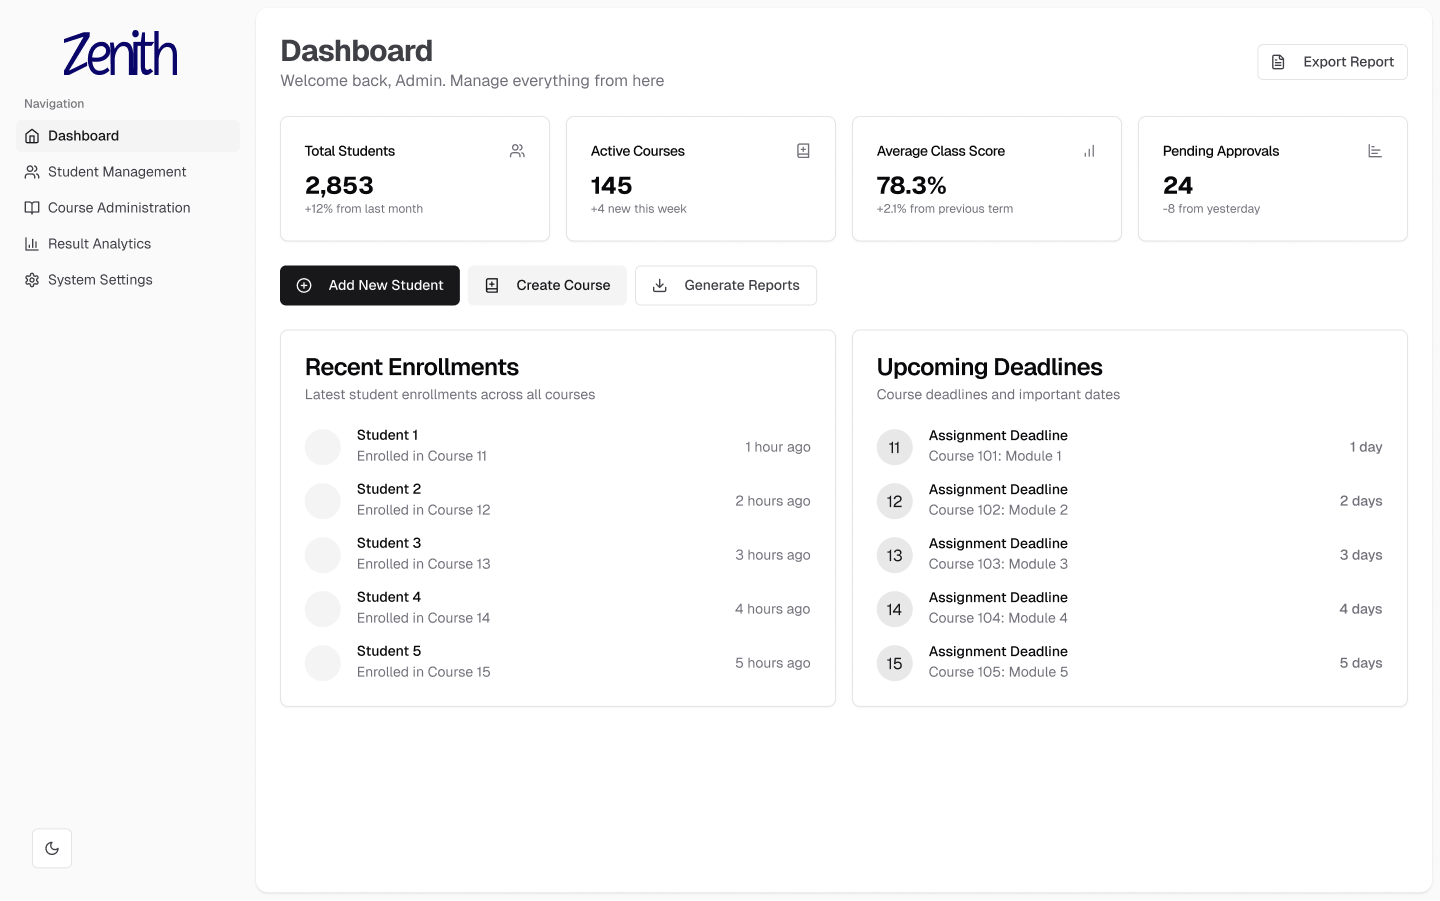 Zenith
Navigation
Dashboard
Student Management
Course Administration
Result Analytics
System Settings
Dashboard
Welcome back, Admin. Manage everything from here
Export Report
Total Students
2,853
+12% from last month
Active Courses
145
+4 new this week
Average Class Score
78.3%
+2.1% from previous term
Pending Approvals
24
-8 from yesterday
Add New Student
Create Course
Generate Reports
Recent Enrollments
Latest student enrollments across all courses
Student 1
Enrolled in Course 11
1 hour ago
Student 2
Enrolled in Course 12
2 hours ago
Student 3
Enrolled in Course 13
3 hours ago
Student 4
Enrolled in Course 14
4 hours ago
Student 5
Enrolled in Course 15
5 hours ago
Upcoming Deadlines
Course deadlines and important dates
11
Assignment Deadline
Course 101: Module 1
1 day
12
Assignment Deadline
Course 102: Module 2
2 days
13
Assignment Deadline
Course 103: Module 3
3 days
14
Assignment Deadline
Course 104: Module 4
4 days
15
Assignment Deadline
Course 105: Module 5
5 days